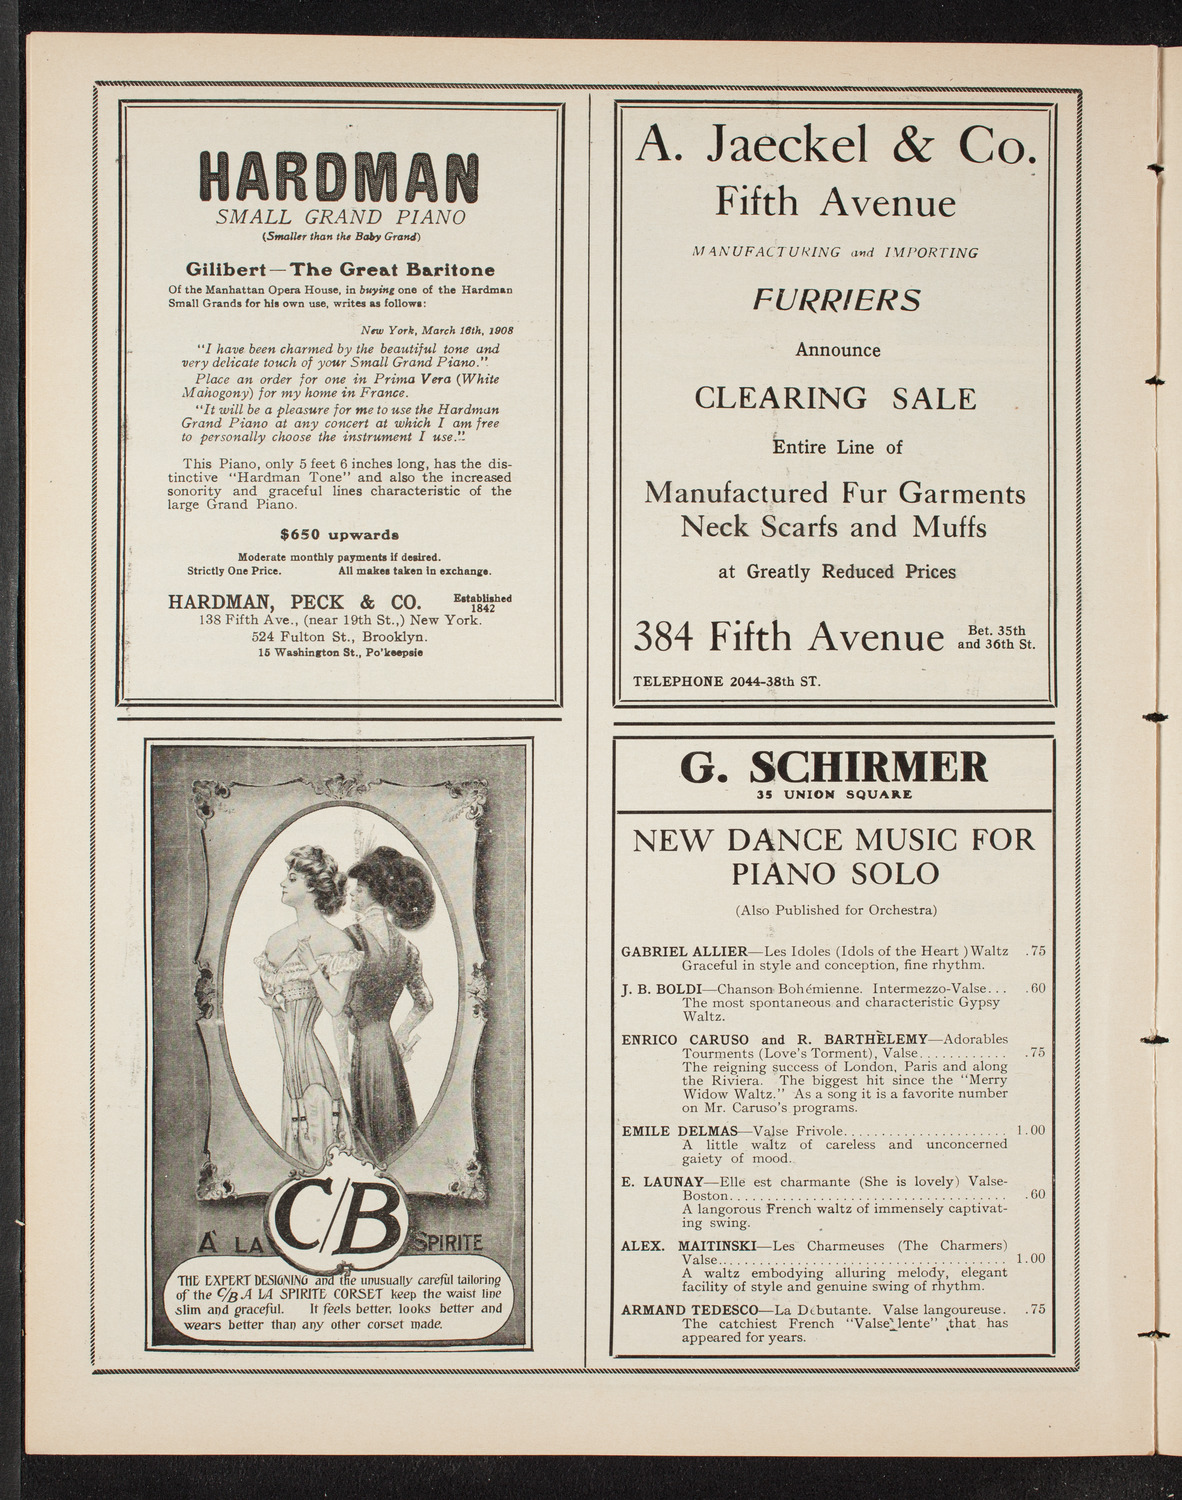 HARDMAN
SMALL GRAND PIANO
(Smaller than the Baby Grand)
Gilibert—The Great Baritone
Of the Manhattan Opera House, in buying one of the Hardman
Small Grands for his own use, writes as follows:
New York, March 16th, 1908
"I have been charmed by the beautiful tone and
very delicate touch of your Small Grand Piano."
Place an order for one in Prima Vera (White
Mahogony) for my home in France.
"It will be a pleasure for me to use the Hardman
Grand Piano at any concert at which I am free
to personally choose the instrument I use."
This Piano, only 5 feet 6 inches long, has the dis-
tinctive "Hardman Tone" and also the increased
sonority and graceful lines characteristic of the
large Grand Piano.
$650 upwards
Moderate monthly payments if desired.
Strictly One Price. All makes taken in exchange.
HARDMAN, PECK & CO. Established
1842
138 Fifth Ave., (near 19th St.,) New York.
524 Fulton St., Brooklyn.
15 Washington St., Po'keepsie
C/B
A LA SPIRITE
THE EXPERT DESIGNING and the unusually careful tailoring
of the C/B A LA SPIRITE CORSET keep the waist line
slim and graceful. It feels better, looks better and
wears better than any other corset made.
A. Jaeckel & Co.
Fifth Avenue
MANUFACTURING and IMPORTING
FURRIERS
Announce
CLEARING SALE
Entire Line of
Manufactured Fur Garments
Neck Scarfs and Muffs
at Greatly Reduced Prices
384 Fifth Avenue Bet. 35th
and 36th St.
TELEPHONE 2044-38th ST.
G. SCHIRMER
35 UNION SQUARE
NEW DANCE MUSIC FOR
PIANO SOLO
(Also Published for Orchestra)
GABRIEL ALLIER—Les Idoles (Idols of the Heart ) Waltz .75
Graceful in style and conception, fine rhythm.
J. B. BOLDI—Chanson Bohémienne. Intermezzo-Valse... .60
The most spontaneous and characteristic Gypsy
Waltz.
ENRICO CARUSO and R. BARTHÈLEMY—Adorables
Tourments (Love's Torment), Valse............ .75
The reigning success of London, Paris and along
the Riviera. The biggest hit since the "Merry
Widow Waltz." As a song it is a favorite number
on Mr. Caruso's programs.
EMILE DELMAS—Valse Frivole...................... 1.00
A little waltz of careless and unconcerned
gaiety of mood.
E. LAUNAY—Elle est charmante (She is lovely) Valse-
Boston..................................... .60
A langorous French waltz of immensely captivat-
ing swing.
ALEX. MAITINSKI—Les Charmeuses (The Charmers)
Valse...................................... 1.00
A waltz embodying alluring melody, elegant
facility of style and genuine swing of rhythm.
ARMAND TEDESCO—La Débutante. Valse langoureuse. .75
The catchiest French "Valse lente" that has
appeared for years.